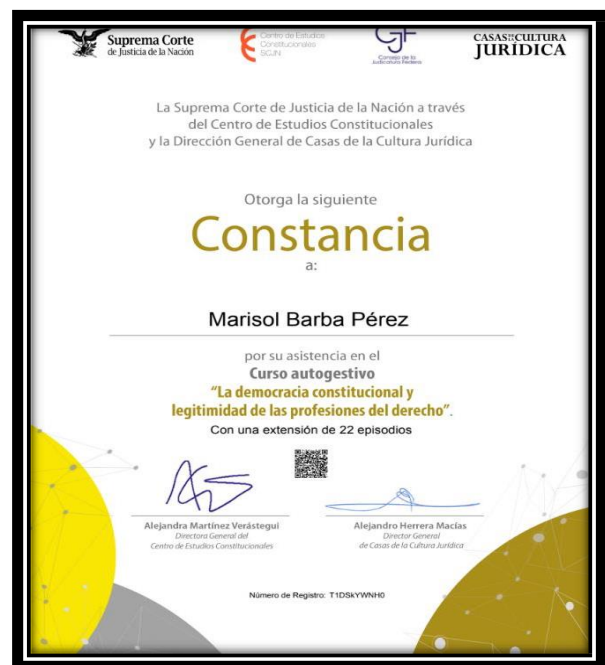 Suprema Corte
de Justicia de la Nación
Centro de Estudios
Constitucionales
SCJN
CJF
Consejo de la
Judicatura Federal
CASAS DE LA CULTURA
JURÍDICA
La Suprema Corte de Justicia de la Nación a través
del Centro de Estudios Constitucionales
y la Dirección General de Casas de la Cultura Jurídica
Otorga la siguiente
Constancia
a:
Marisol Barba Pérez
por su asistencia en el
Curso autogestivo
“La democracia constitucional y
legitimidad de las profesiones del derecho”.
Con una extensión de 22 episodios
Alejandra Martínez Verástegui
Directora General del
Centro de Estudios Constitucionales
Alejandro Herrera Macías
Director General
de Casas de la Cultura Jurídica
Número de Registro: T1DSkYWNH0